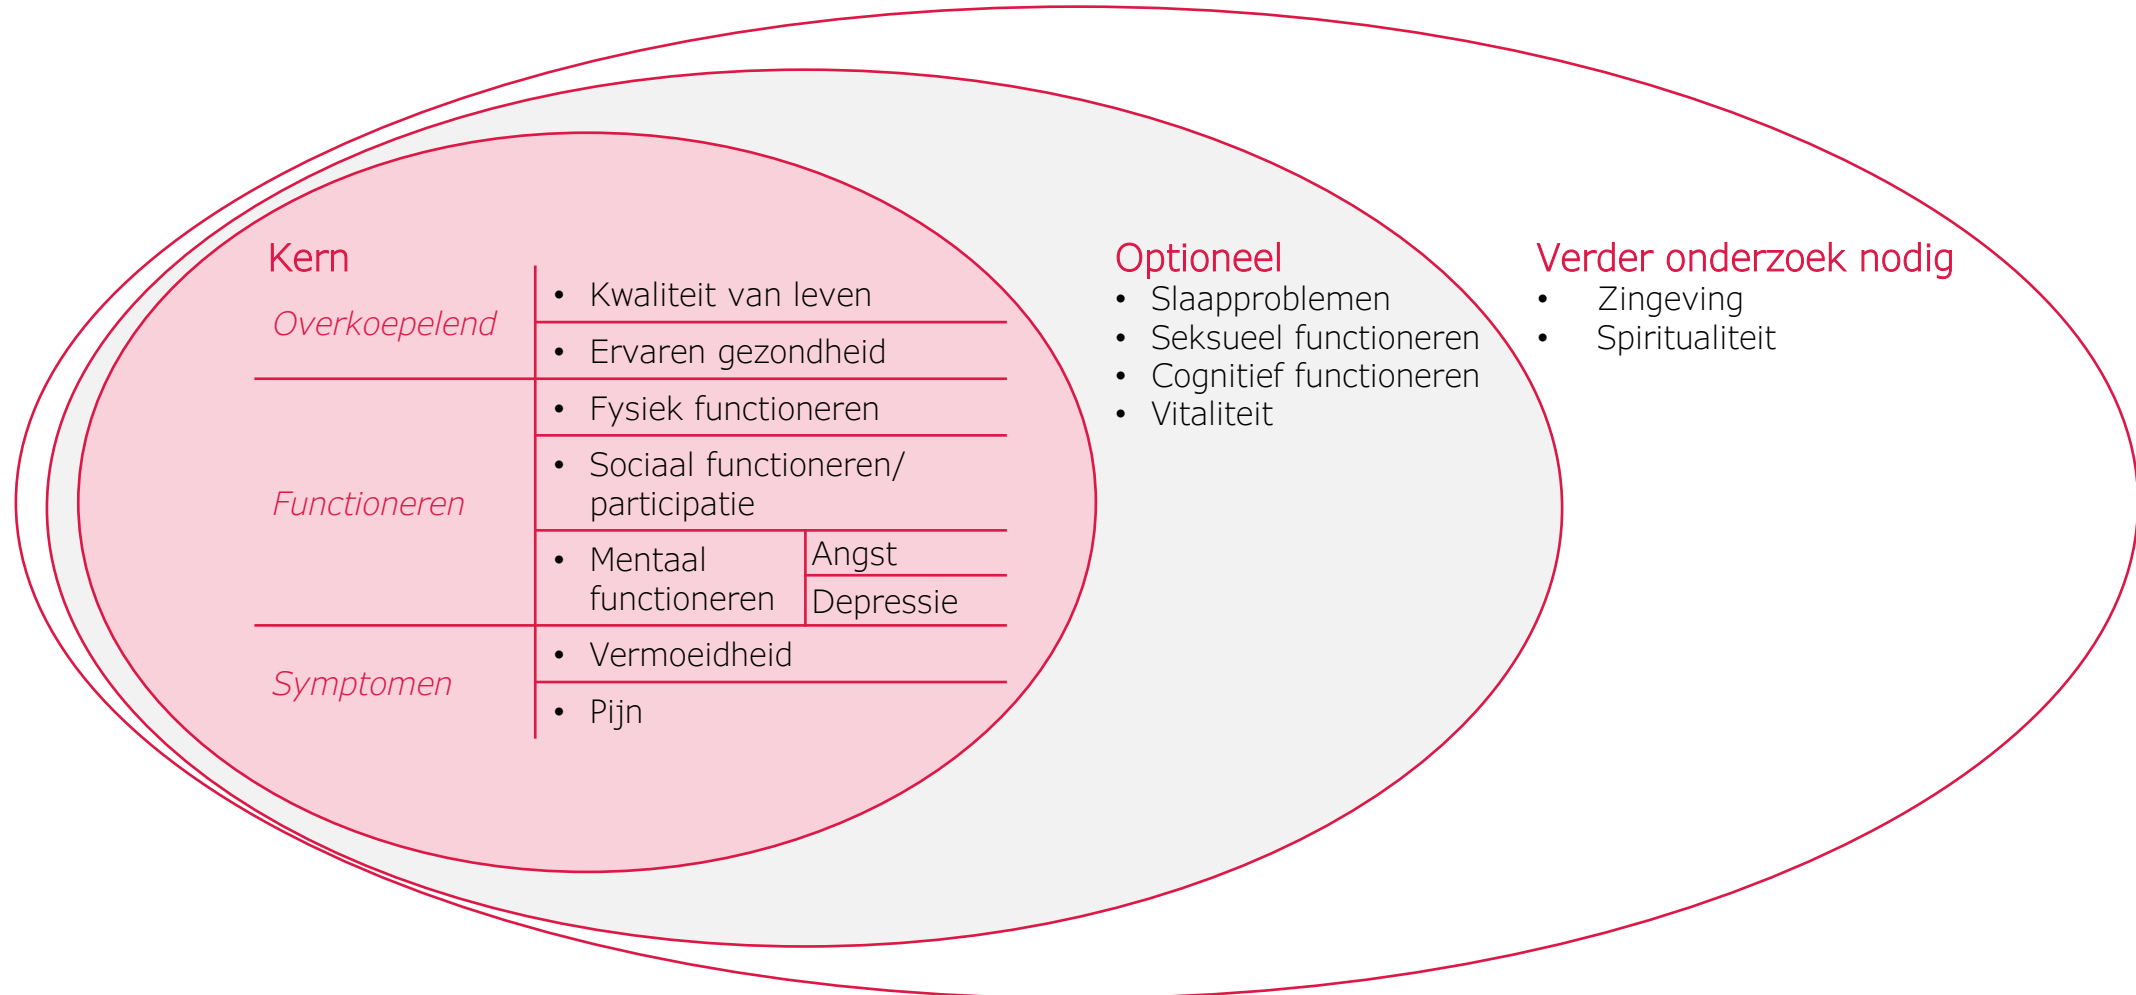 Kern
Overkoepelend
• Kwaliteit van leven
• Ervaren gezondheid
Functioneren
• Fysiek functioneren
• Sociaal functioneren/
participatie
• Mentaal
functioneren
Angst
Depressie
Symptomen
• Vermoeidheid
• Pijn
Optioneel
• Slaapproblemen
• Seksueel functioneren
• Cognitief functioneren
• Vitaliteit
Verder onderzoek nodig
• Zingeving
• Spiritualiteit